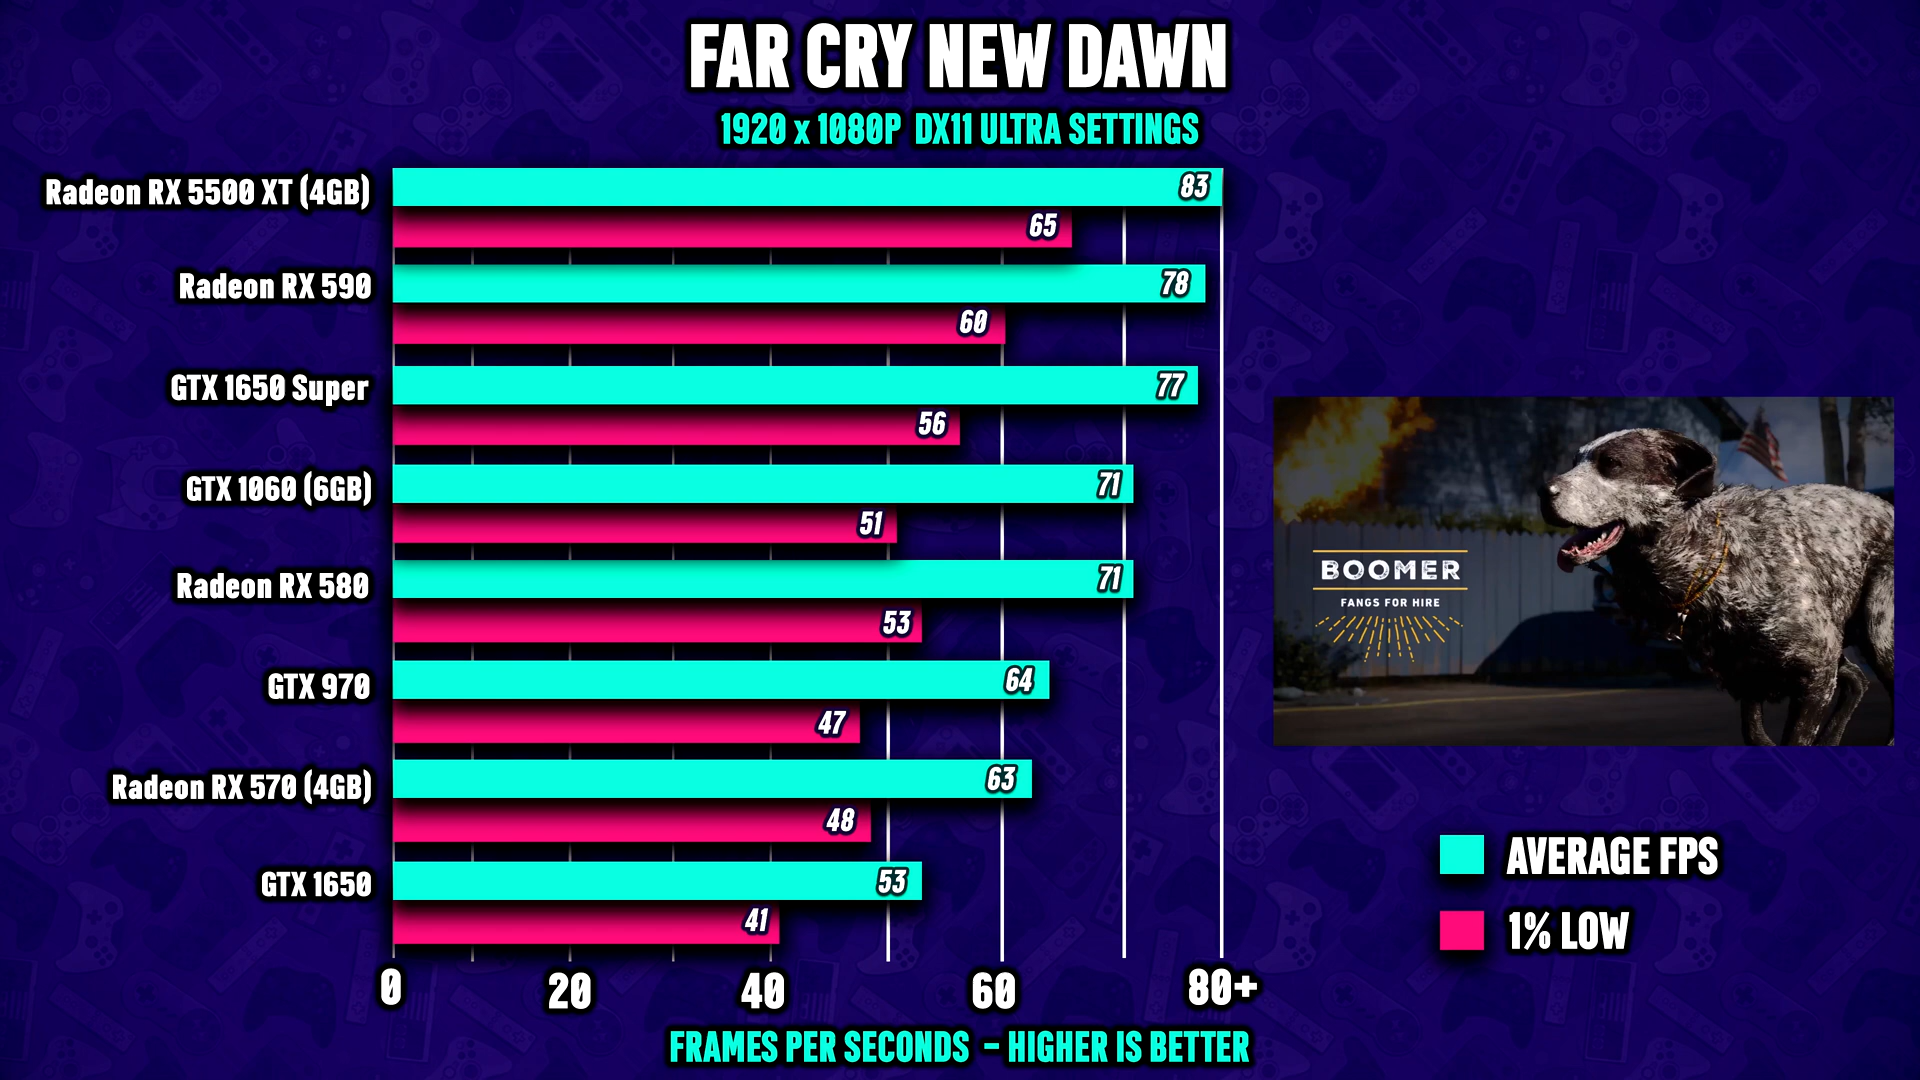 FAR CRY NEW DAWN
1920 x 1080P DX11 ULTRA SETTINGS
Radeon RX 5500 XT (4GB)
83
65
Radeon RX 590
78
60
GTX 1650 Super
77
56
GTX 1060 (6GB)
71
51
Radeon RX 580
71
53
GTX 970
64
47
Radeon RX 570 (4GB)
63
48
GTX 1650
53
41
0 20 40 60 80+
FRAMES PER SECONDS – HIGHER IS BETTER
BOOMER
FANGS FOR HIRE
AVERAGE FPS
1% LOW